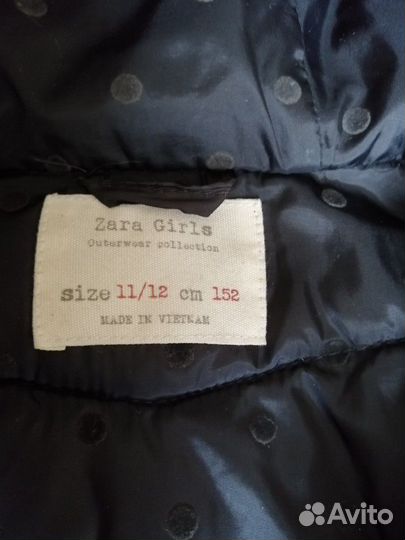 Zara Girls
Outerwear collection
size 11/12 cm 152
MADE IN VIETNAM
Avito